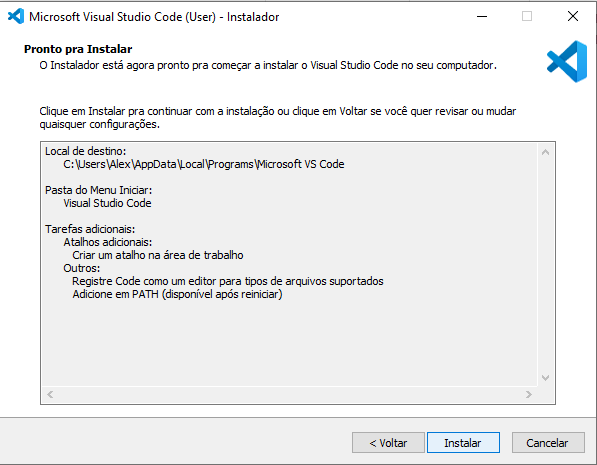 Microsoft Visual Studio Code (User) - Instalador
Pronto pra Instalar
O Instalador está agora pronto pra começar a instalar o Visual Studio Code no seu computador.
Clique em Instalar pra continuar com a instalação ou clique em Voltar se você quer revisar ou mudar
quaisquer configurações.
Local de destino:
C:\Users\Alex\AppData\Local\Programs\Microsoft VS Code
Pasta do Menu Iniciar:
Visual Studio Code
Tarefas adicionais:
Atalhos adicionais:
Criar um atalho na área de trabalho
Outros:
Registre Code como um editor para tipos de arquivos suportados
Adicione em PATH (disponível após reiniciar)
< Voltar
Instalar
Cancelar